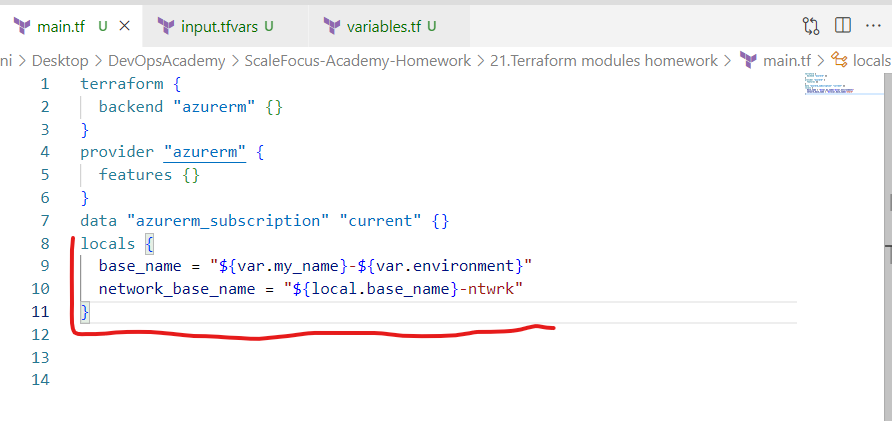 main.tf U × input.tfvars U variables.tf U ...
ni > Desktop > DevOpsAcademy > ScaleFocus-Academy-Homework > 21.Terraform modules homework > main.tf > locals
1 terraform {
2 backend "azurerm" {}
3 }
4 provider "azurerm" {
5 features {}
6 }
7 data "azurerm_subscription" "current" {}
8 locals {
9 base_name = "${var.my_name}-${var.environment}"
10 network_base_name = "${local.base_name}-ntwrk"
11 }
12
13
14